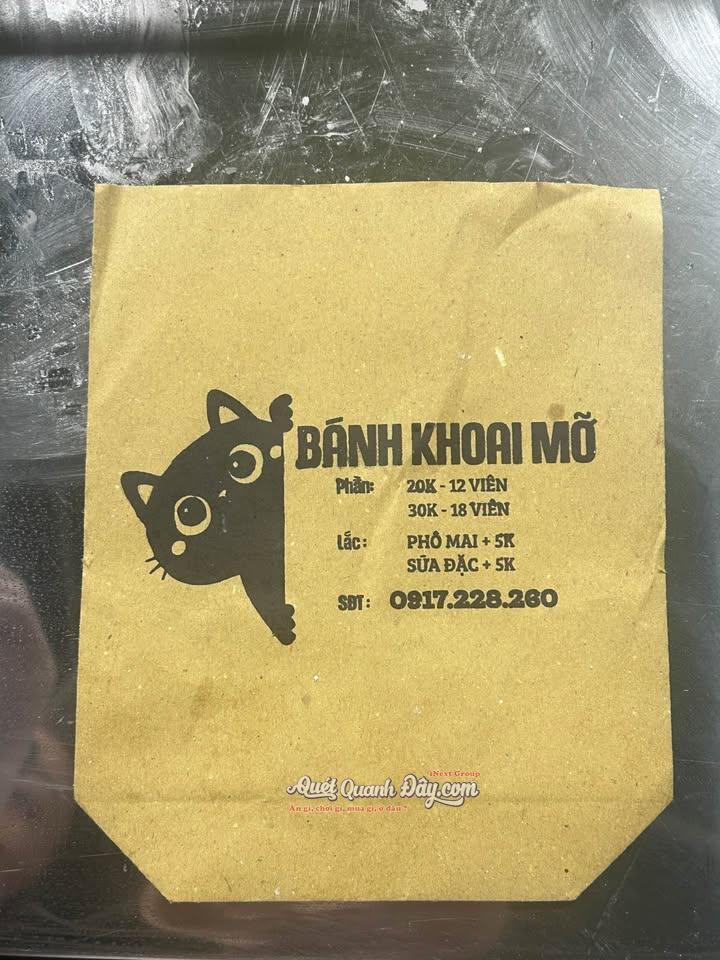 BÁNH KHOAI MỠ
Phần: 20K - 12 VIÊN
30K - 18 VIÊN
Lắc: PHÔ MAI + 5K
SỮA ĐẶC + 5K
SĐT: 0917.228.260
iNext Group
Quét Quanh Đây.com
Ăn gì, chơi gì, mua gì, ở đâu ?